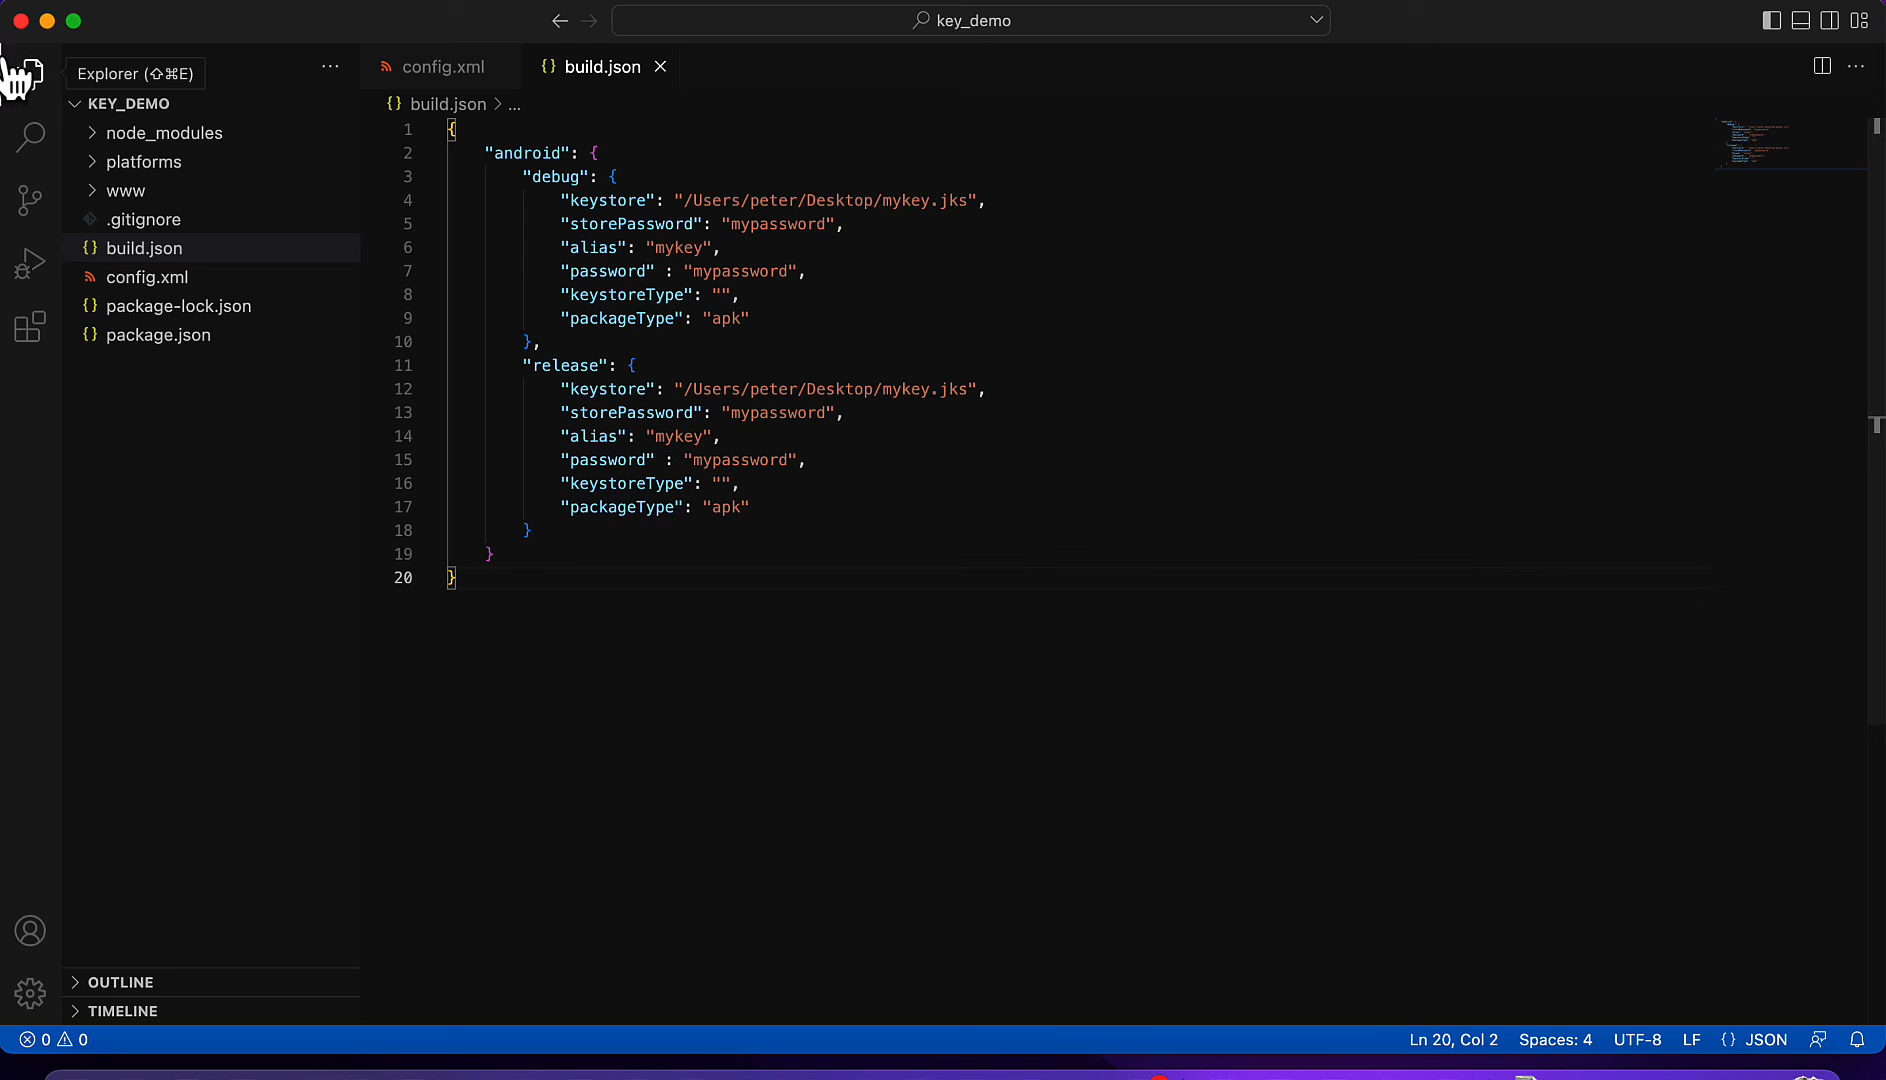 key_demo
Explorer (⇧⌘E)
config.xml
build.json
KEY_DEMO
node_modules
platforms
www
.gitignore
build.json
config.xml
package-lock.json
package.json
build.json > ...
1 {
2 "android": {
3 "debug": {
4 "keystore": "/Users/peter/Desktop/mykey.jks",
5 "storePassword": "mypassword",
6 "alias": "mykey",
7 "password" : "mypassword",
8 "keystoreType": "",
9 "packageType": "apk"
10 },
11 "release": {
12 "keystore": "/Users/peter/Desktop/mykey.jks",
13 "storePassword": "mypassword",
14 "alias": "mykey",
15 "password" : "mypassword",
16 "keystoreType": "",
17 "packageType": "apk"
18 }
19 }
20 }
OUTLINE
TIMELINE
0 0
Ln 20, Col 2 Spaces: 4 UTF-8 LF {} JSON